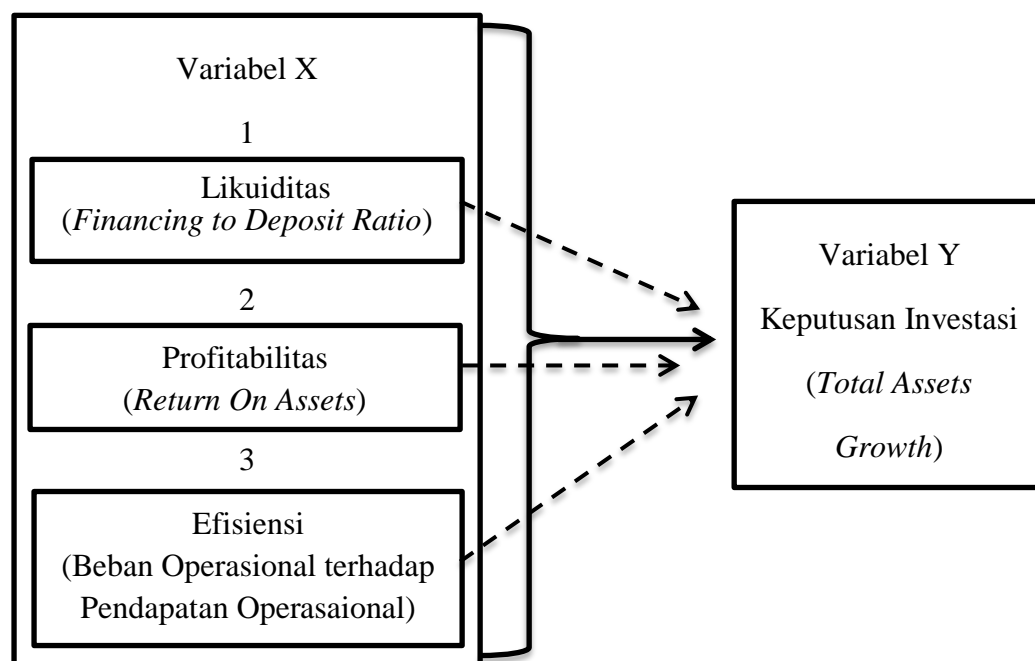 Variabel X
1
Likuiditas
(Financing to Deposit Ratio)
2
Profitabilitas
(Return On Assets)
3
Efisiensi
(Beban Operasional terhadap
Pendapatan Operasaional)
Variabel Y
Keputusan Investasi
(Total Assets
Growth)